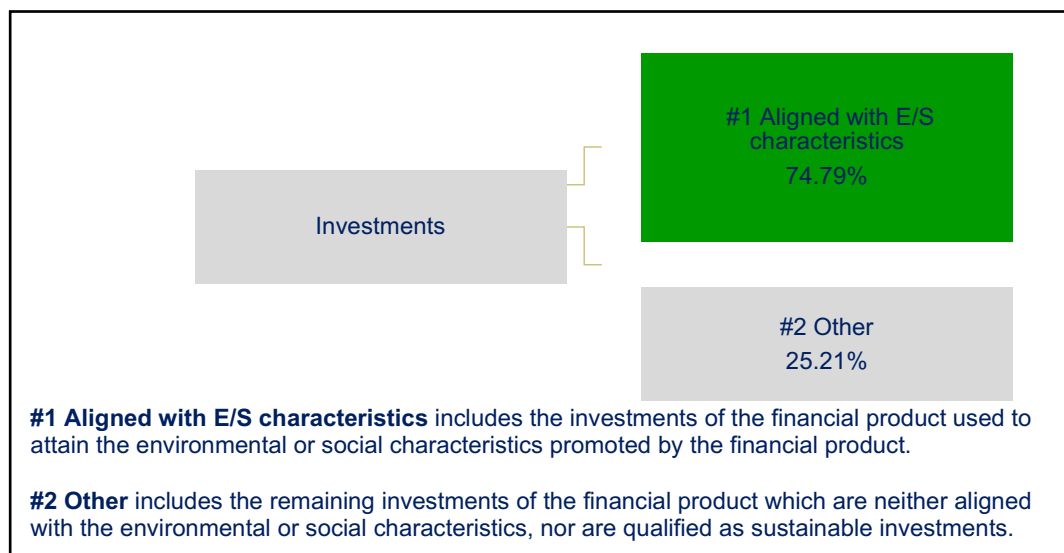 #1 Aligned with E/S
characteristics
74.79%
Investments
#2 Other
25.21%
#1 Aligned with E/S characteristics includes the investments of the financial product used to
attain the environmental or social characteristics promoted by the financial product.
#2 Other includes the remaining investments of the financial product which are neither aligned
with the environmental or social characteristics, nor are qualified as sustainable investments.